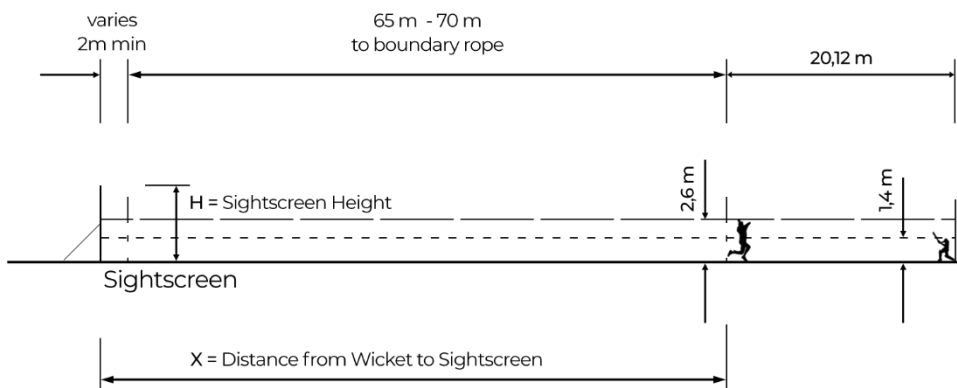 varies
2m min
65 m - 70 m
to boundary rope
20,12 m
H = Sightscreen Height
2,6 m
1,4 m
Sightscreen
X = Distance from Wicket to Sightscreen